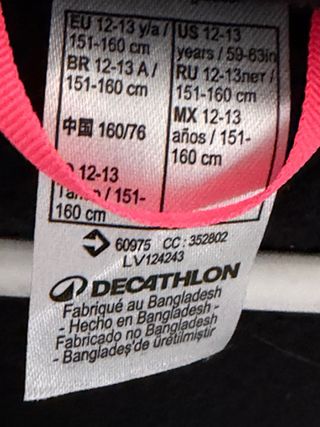 EU 12-13 y/a /
151-160 cm
BR 12-13 A /
151-160 cm
中国 160/76
12-13
/ 151-
160 cm
US 12-13
years / 59-63in
RU 12-13лет /
151-160 cm
MX 12-13
años / 151-
160 cm
60975 CC : 352802
LV124243
DECATHLON
Fabriqué au Bangladesh
- Hecho en Bangladesh -
Fabricado no Bangladesh
- Bangladeş'de üretilmiştir